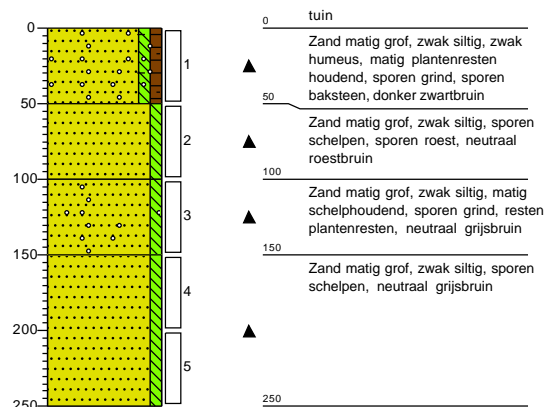 0
50
100
150
200
250
1
2
3
4
5
0
tuin
Zand matig grof, zwak siltig, zwak
humeus, matig plantenresten
houdend, sporen grind, sporen
baksteen, donker zwartbruin
50
Zand matig grof, zwak siltig, sporen
schelpen, sporen roest, neutraal
roestbruin
100
Zand matig grof, zwak siltig, matig
schelphoudend, sporen grind, resten
plantenresten, neutraal grijsbruin
150
Zand matig grof, zwak siltig, sporen
schelpen, neutraal grijsbruin
250